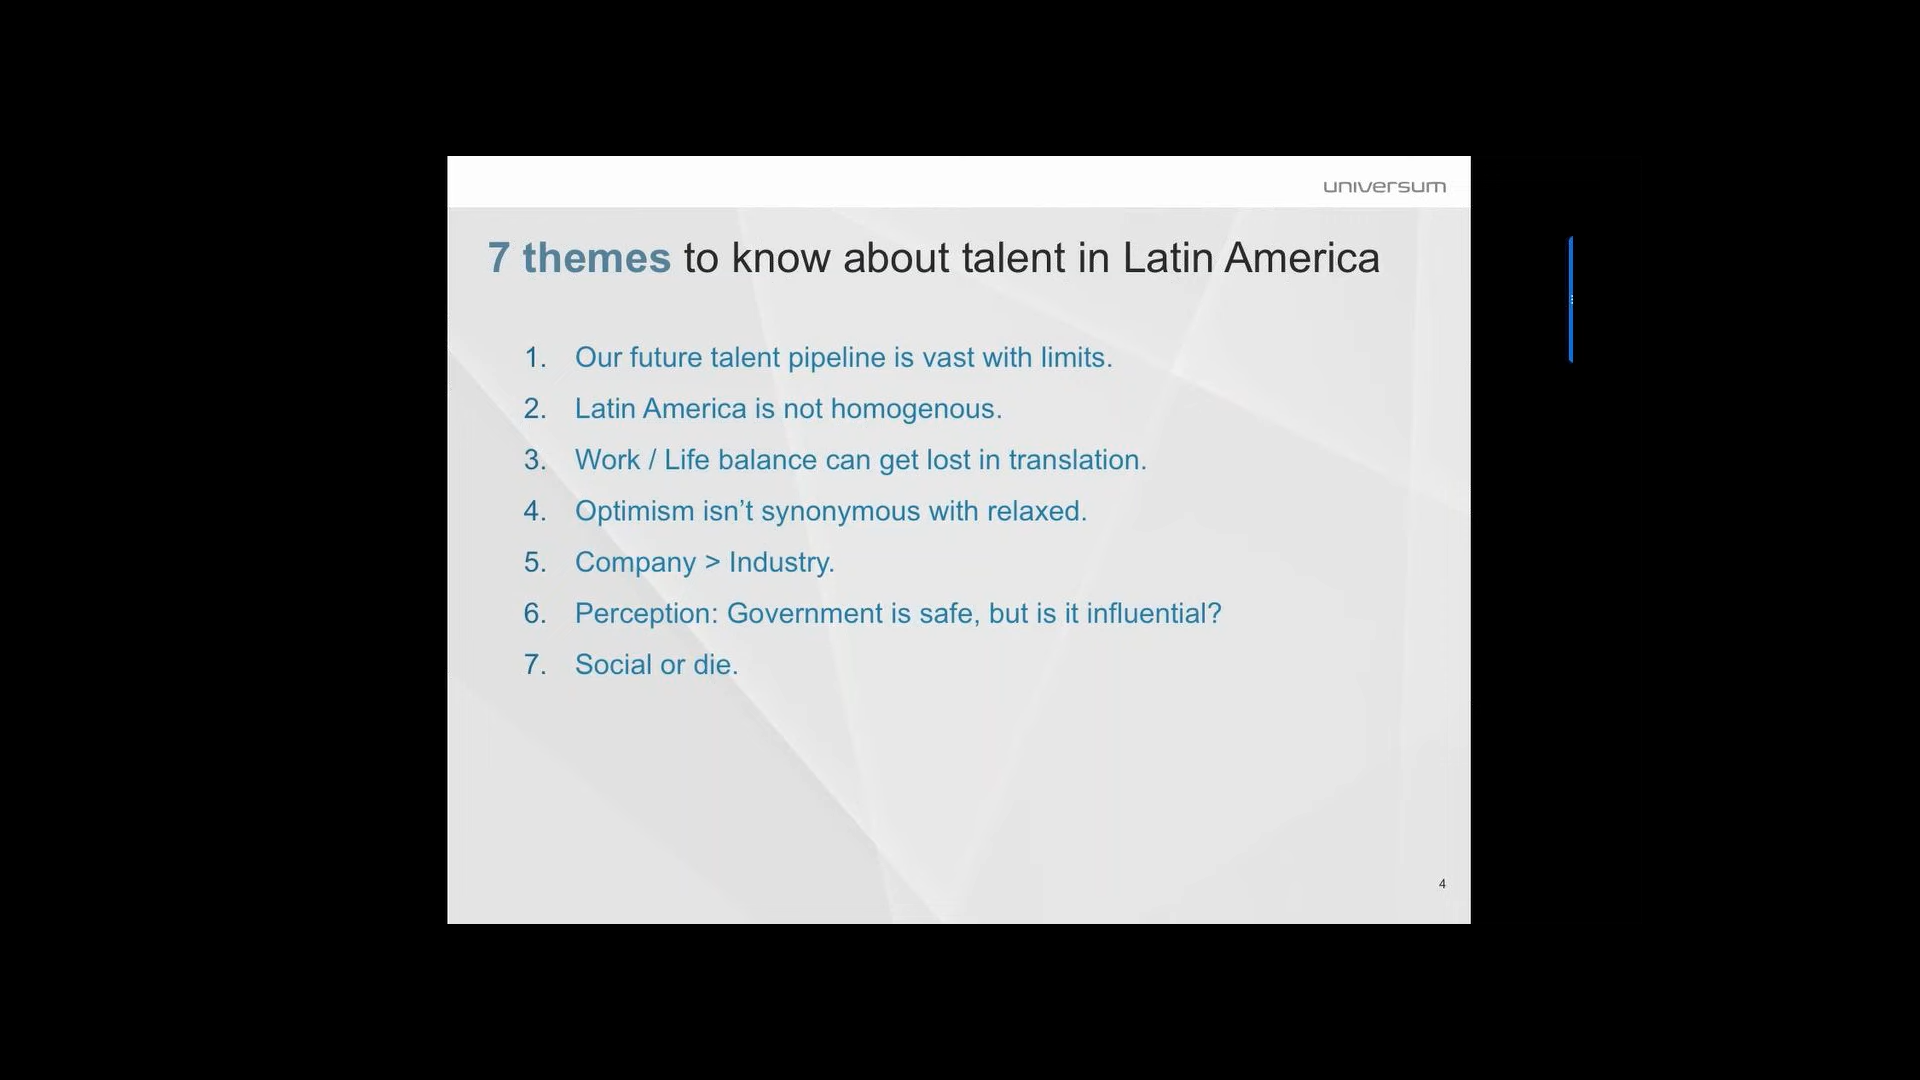 universum
7 themes to know about talent in Latin America
1. Our future talent pipeline is vast with limits.
2. Latin America is not homogenous.
3. Work / Life balance can get lost in translation.
4. Optimism isn’t synonymous with relaxed.
5. Company > Industry.
6. Perception: Government is safe, but is it influential?
7. Social or die.
4